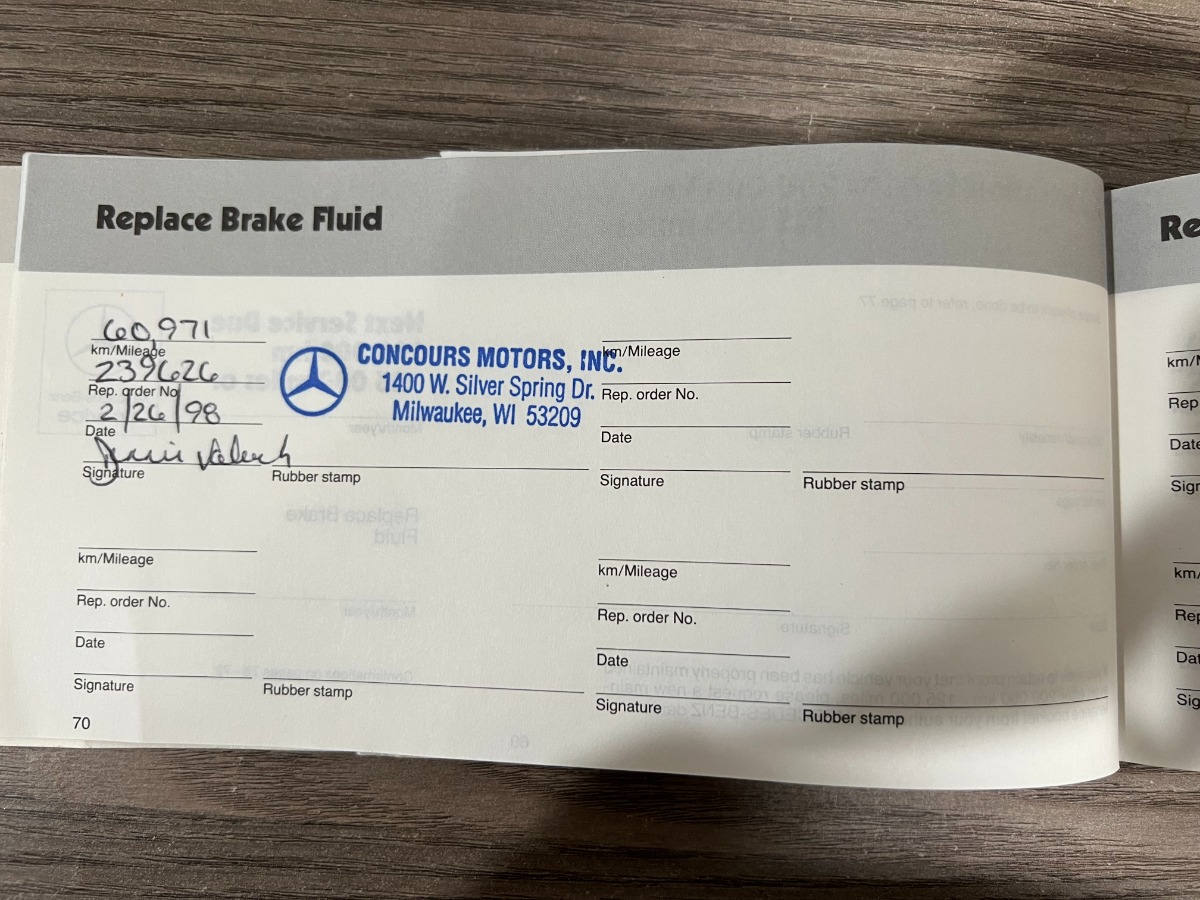 Replace Brake Fluid
Re
60,971
km/Mileage
239626
Rep. order No.
2/26/98
Date
Signature
CONCOURS MOTORS, INC.
1400 W. Silver Spring Dr.
Milwaukee, WI 53209
Rubber stamp
km/Mileage
Rep. order No.
Date
Signature
Rubber stamp
km/Mileage
Rep. order No.
Date
Signature
Rubber stamp
km/Mileage
Rep. order No.
Date
Signature
Rubber stamp
70
km/M
Rep
Date
Sign
km/
Rep
Dat
Sig